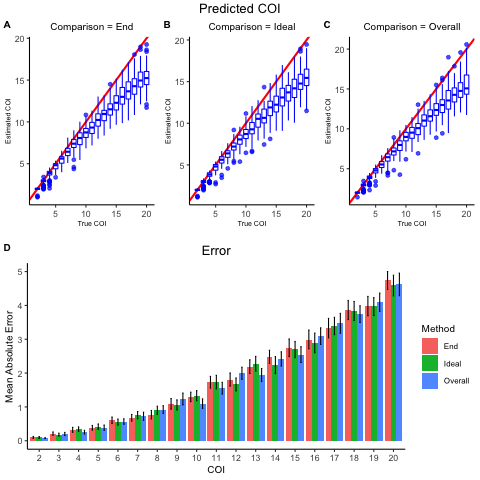 Predicted COI
A
Comparison = End
B
Comparison = Ideal
C
Comparison = Overall
Estimated COI
20
15
10
5
5
10
15
20
True COI
Estimated COI
20
15
10
5
5
10
15
20
True COI
Estimated COI
20
15
10
5
5
10
15
20
True COI
D
Error
Mean Absolute Error
5
4
3
2
1
0
2
3
4
5
6
7
8
9
10
11
12
13
14
15
16
17
18
19
20
COI
Method
End
Ideal
Overall